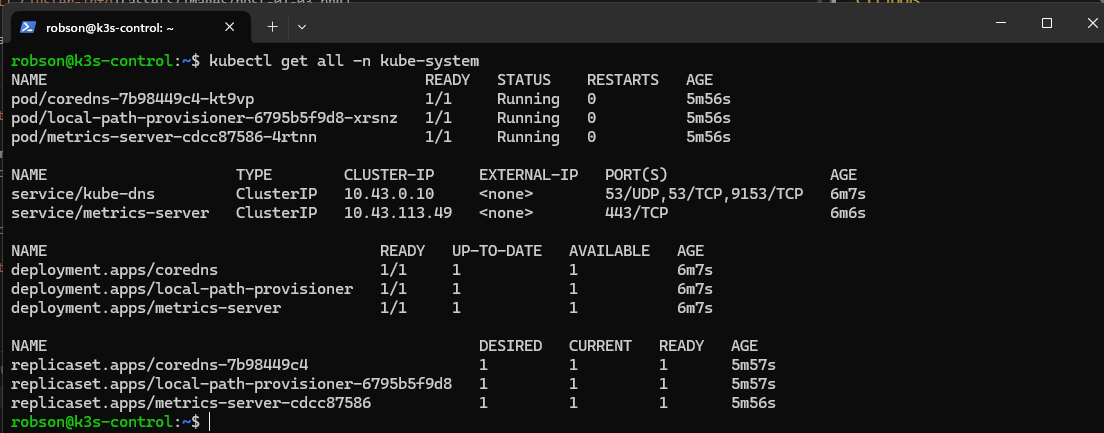 robson@k3s-control: ~
robson@k3s-control:~$ kubectl get all -n kube-system
NAME READY STATUS RESTARTS AGE
pod/coredns-7b98449c4-kt9vp 1/1 Running 0 5m56s
pod/local-path-provisioner-6795b5f9d8-xrsnz 1/1 Running 0 5m56s
pod/metrics-server-cdcc87586-4rtnn 1/1 Running 0 5m56s
NAME TYPE CLUSTER-IP EXTERNAL-IP PORT(S) AGE
service/kube-dns ClusterIP 10.43.0.10 <none> 53/UDP,53/TCP,9153/TCP 6m7s
service/metrics-server ClusterIP 10.43.113.49 <none> 443/TCP 6m6s
NAME READY UP-TO-DATE AVAILABLE AGE
deployment.apps/coredns 1/1 1 1 6m7s
deployment.apps/local-path-provisioner 1/1 1 1 6m7s
deployment.apps/metrics-server 1/1 1 1 6m7s
NAME DESIRED CURRENT READY AGE
replicaset.apps/coredns-7b98449c4 1 1 1 5m57s
replicaset.apps/local-path-provisioner-6795b5f9d8 1 1 1 5m57s
replicaset.apps/metrics-server-cdcc87586 1 1 1 5m56s
robson@k3s-control:~$